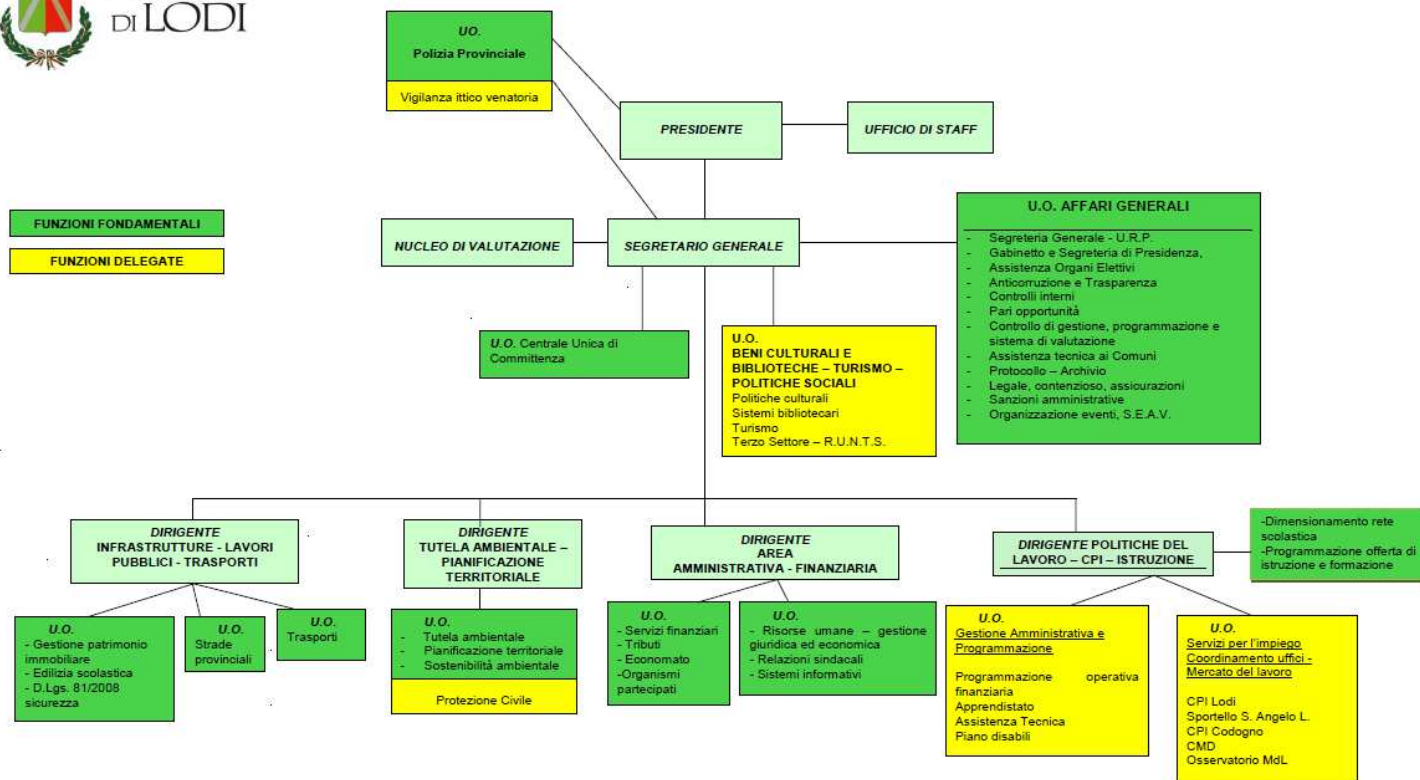 DI LODI
UO.
Polizia Provinciale
Vigilanza ittico venatoria
PRESIDENTE
UFFICIO DI STAFF
FUNZIONI FONDAMENTALI
FUNZIONI DELEGATE
NUCLEO DI VALUTAZIONE
SEGRETARIO GENERALE
U.O. AFFARI GENERALI
- Segreteria Generale - U.R.P.
- Gabinetto e Segreteria di Presidenza,
- Assistenza Organi Elettivi
- Anticorruzione e Trasparenza
- Controlli interni
- Pari opportunità
- Controllo di gestione, programmazione e
sistema di valutazione
- Assistenza tecnica ai Comuni
- Protocollo – Archivio
- Legale, contenzioso, assicurazioni
- Sanzioni amministrative
- Organizzazione eventi, S.E.A.V.
U.O. Centrale Unica di
Committenza
U.O.
BENI CULTURALI E
BIBLIOTECHE – TURISMO –
POLITICHE SOCIALI
Politiche culturali
Sistemi bibliotecari
Turismo
Terzo Settore – R.U.N.T.S.
DIRIGENTE
INFRASTRUTTURE - LAVORI
PUBBLICI - TRASPORTI
DIRIGENTE
TUTELA AMBIENTALE –
PIANIFICAZIONE
TERRITORIALE
DIRIGENTE
AREA
AMMINISTRATIVA - FINANZIARIA
DIRIGENTE POLITICHE DEL
LAVORO – CPI – ISTRUZIONE
-Dimensionamento rete
scolastica
-Programmazione offerta di
istruzione e formazione
U.O.
- Gestione patrimonio
immobiliare
- Edilizia scolastica
- D.Lgs. 81/2008
sicurezza
U.O.
Strade
provinciali
U.O.
Trasporti
U.O.
- Tutela ambientale
- Pianificazione territoriale
- Sostenibilità ambientale
Protezione Civile
U.O.
- Servizi finanziari
- Tributi
- Economato
-Organismi
partecipati
U.O.
- Risorse umane – gestione
giuridica ed economica
- Relazioni sindacali
- Sistemi informativi
U.O.
Gestione Amministrativa e
Programmazione
Programmazione operativa
finanziaria
Apprendistato
Assistenza Tecnica
Piano disabili
U.O.
Servizi per l'impiego
Coordinamento uffici -
Mercato del lavoro
CPI Lodi
Sportello S. Angelo L.
CPI Codogno
CMD
Osservatorio MdL